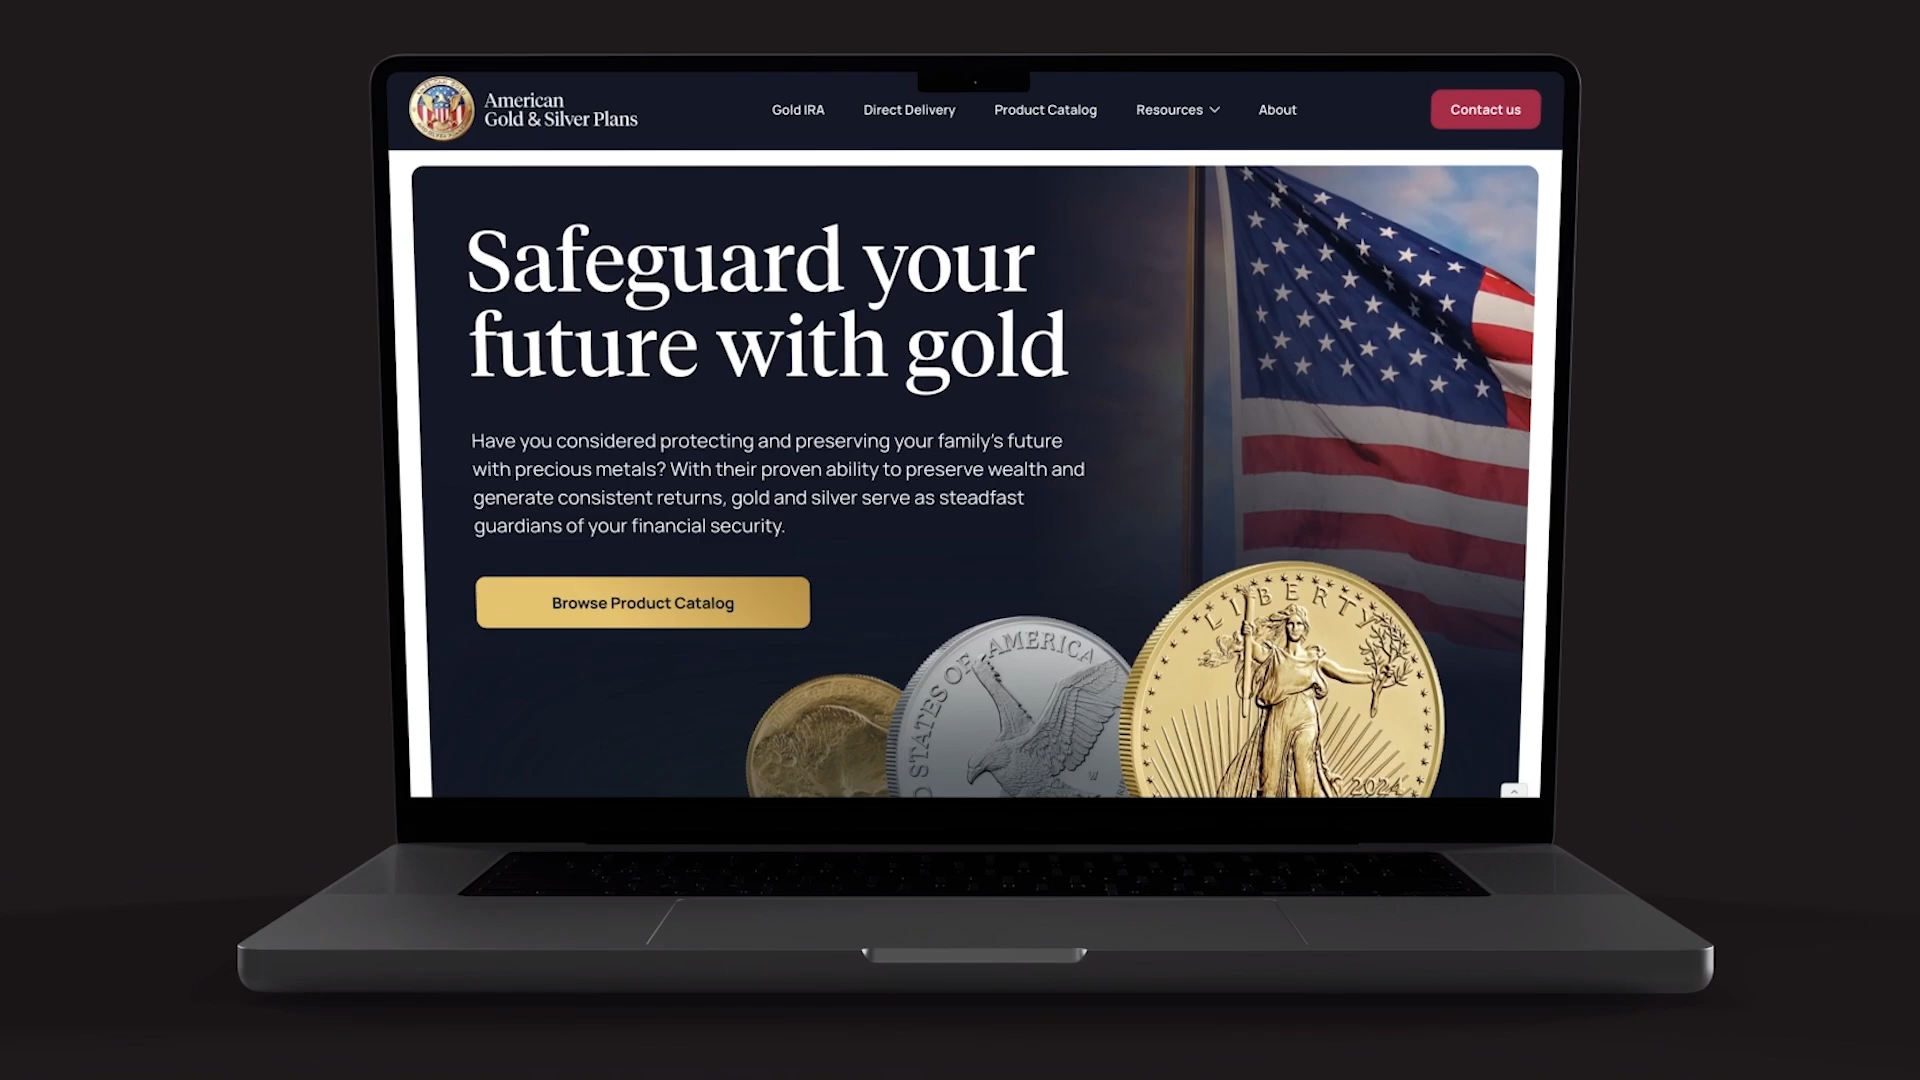 American
Gold & Silver Plans
Gold IRA
Direct Delivery
Product Catalog
Resources
About
Contact us
Safeguard your
future with gold
Have you considered protecting and preserving your family's future
with precious metals? With their proven ability to preserve wealth and
generate consistent returns, gold and silver serve as steadfast
guardians of your financial security.
Browse Product Catalog
STATES OF AMERICA
W
LIBERTY
2024